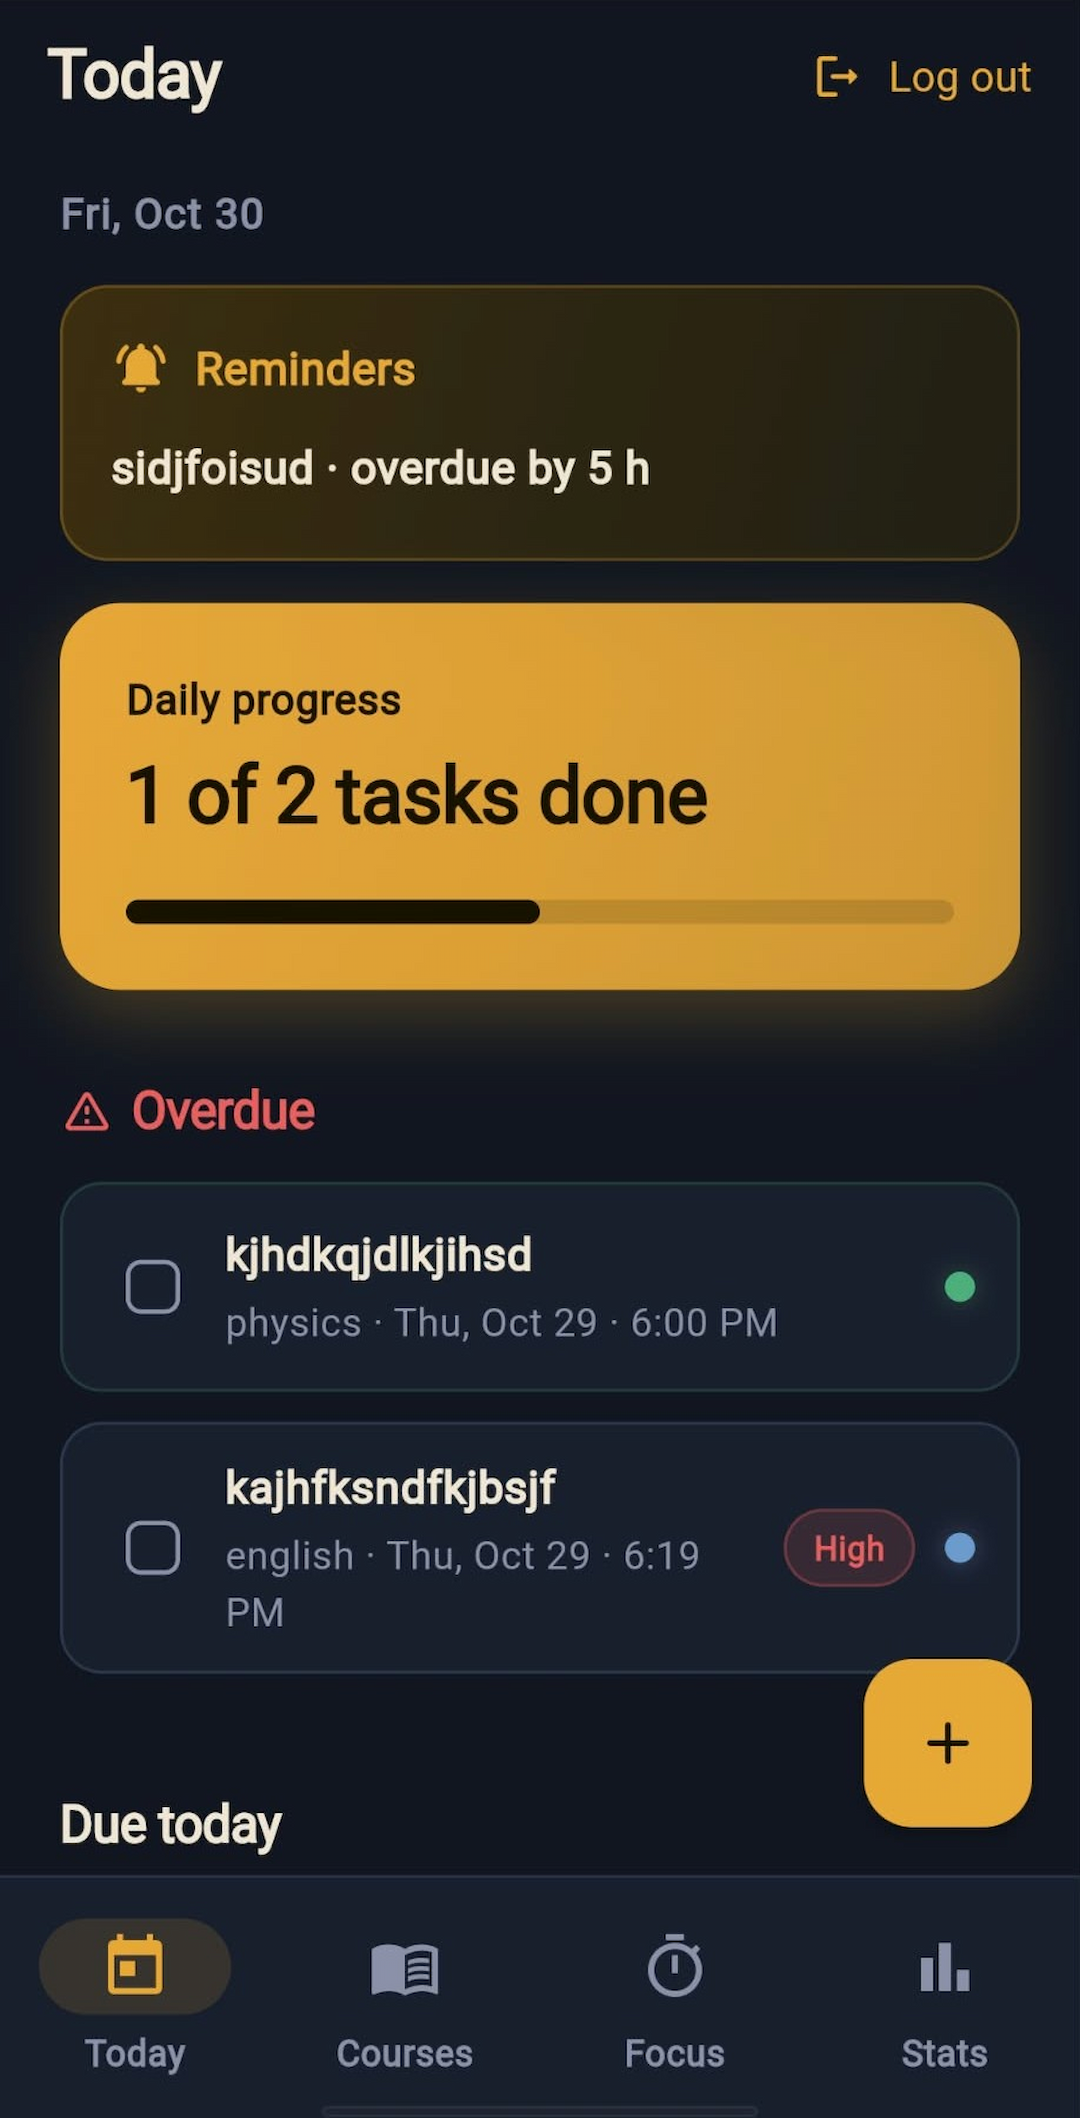 Today
Log out
Fri, Oct 30
Reminders
sidjfoisud · overdue by 5 h
Daily progress
1 of 2 tasks done
Overdue
kjhdkqjdlkjihsd
physics · Thu, Oct 29 · 6:00 PM
kajhfksndfkjbsjf
english · Thu, Oct 29 · 6:19
PM
High
Due today
Today
Courses
Focus
Stats